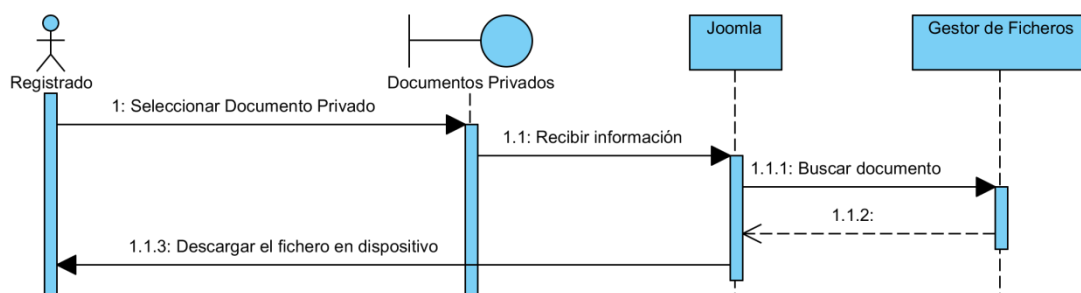 Joomla
Gestor de Ficheros
Registrado
Documentos Privados
1: Seleccionar Documento Privado
1.1: Recibir información
1.1.1: Buscar documento
1.1.2:
1.1.3: Descargar el fichero en dispositivo